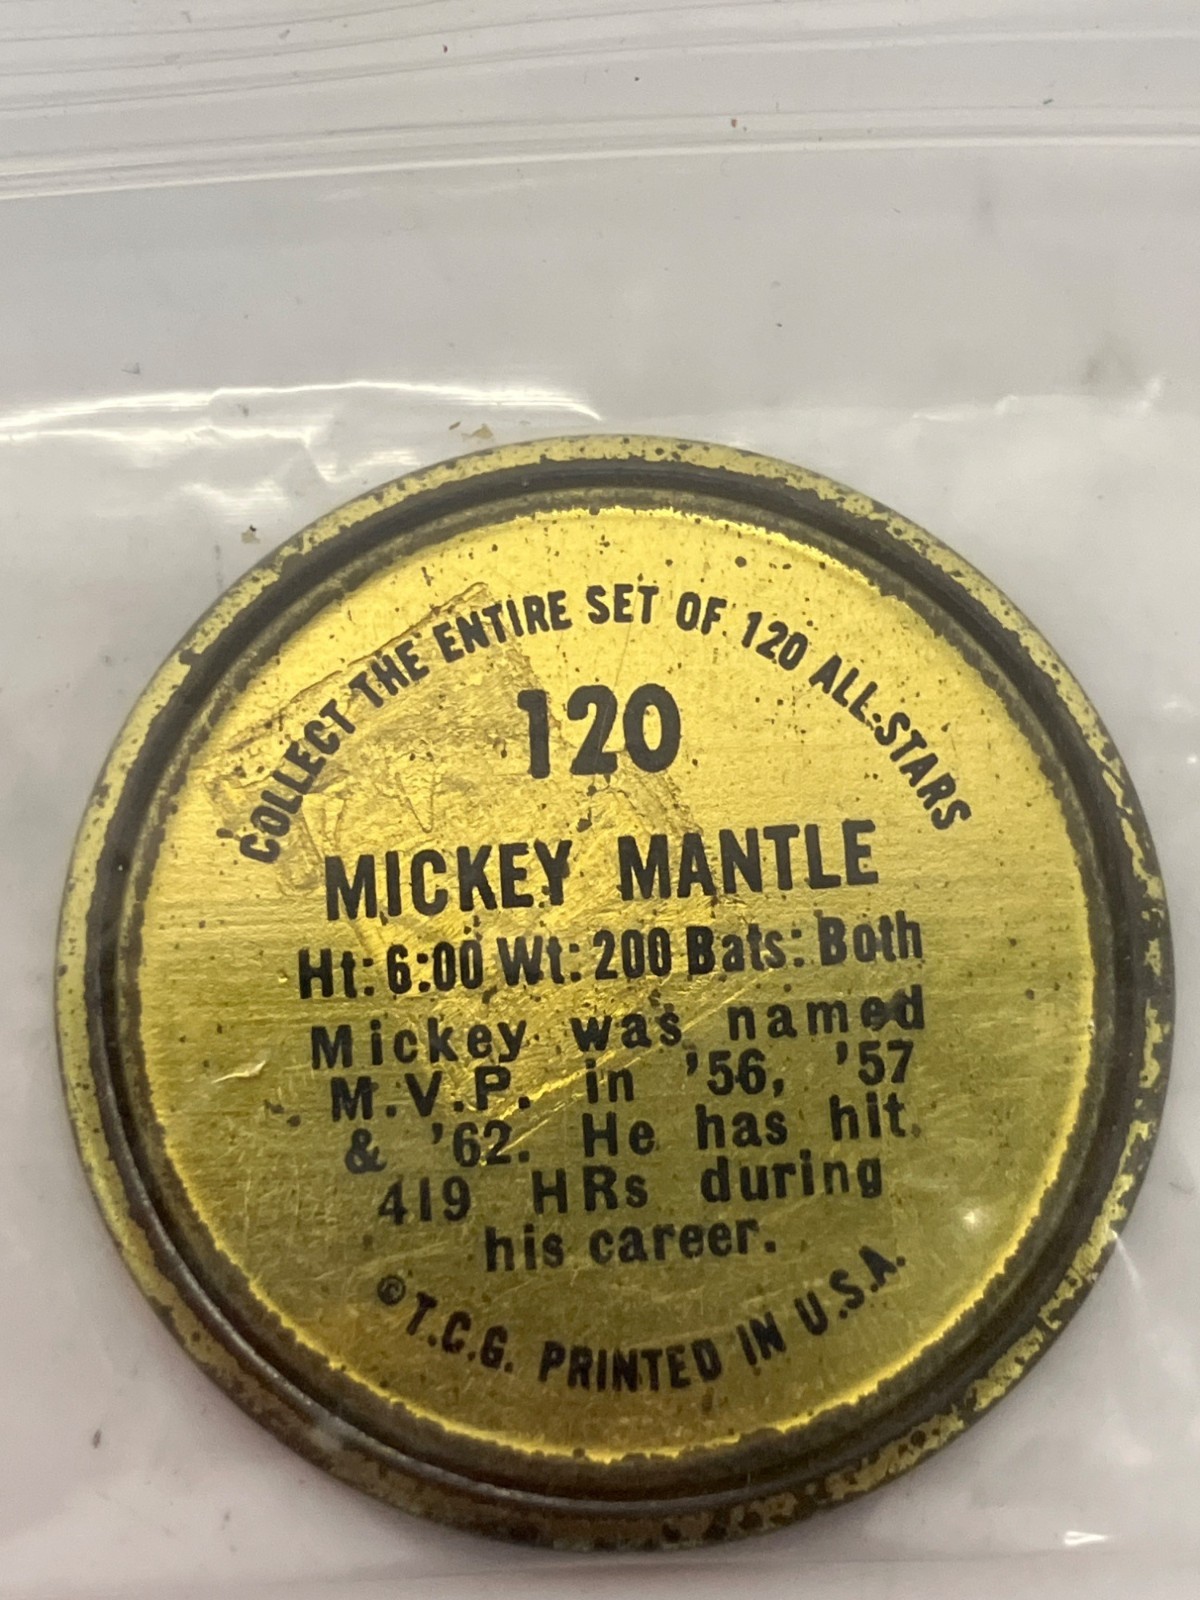 COLLECT THE ENTIRE SET OF 120 ALL-STARS
120
MICKEY MANTLE
Ht: 6:00 Wt: 200 Bats: Both
Mickey was named
M.V.P. in '56, '57
& '62. He has hit
419 HRs during
his career.
© T.C.G. PRINTED IN U.S.A.